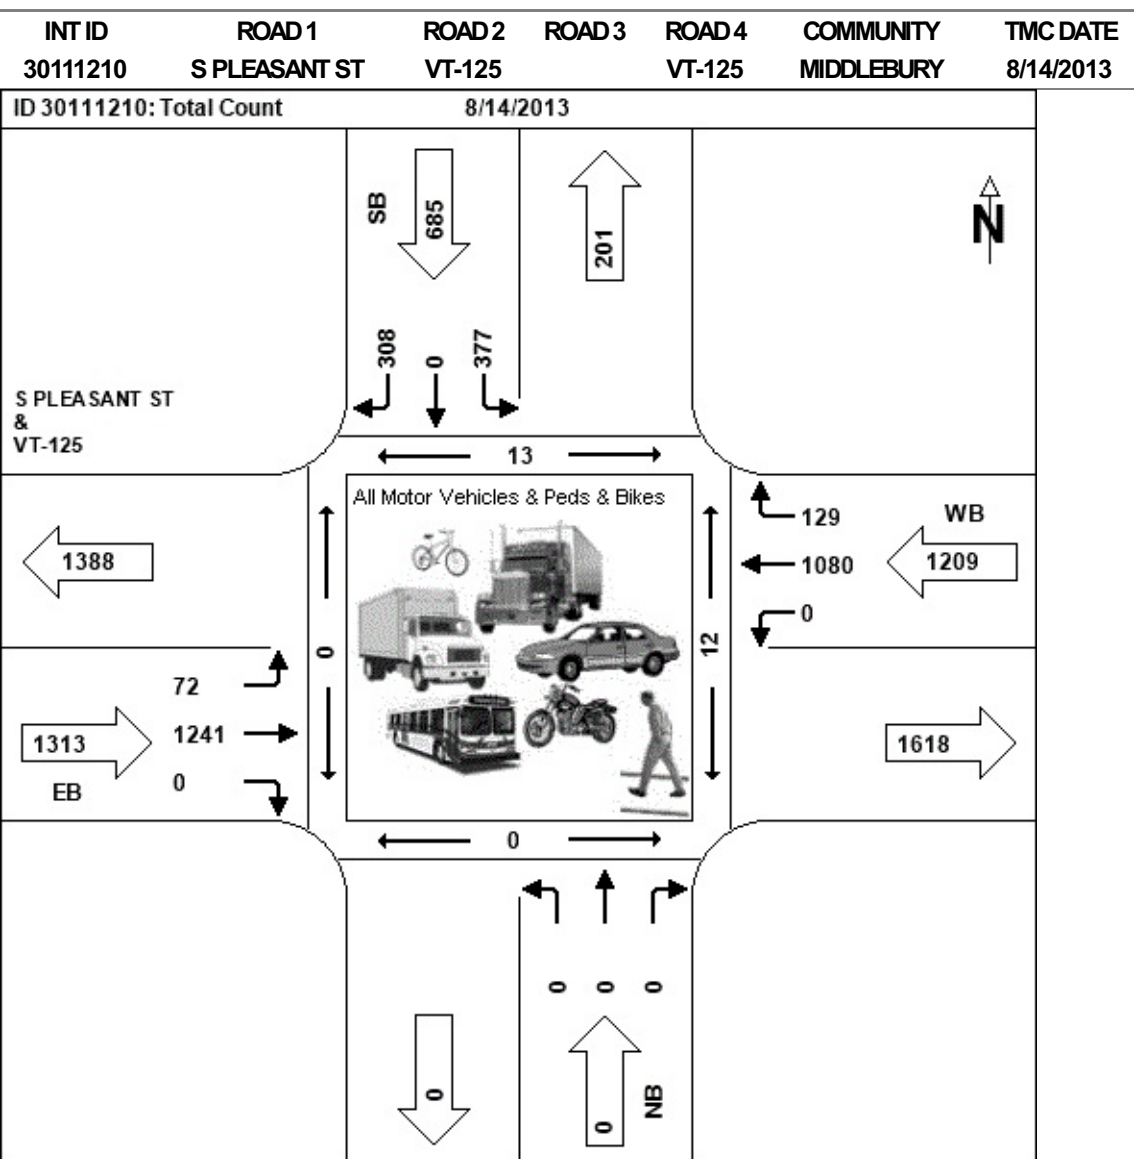 INT ID ROAD 1 ROAD 2 ROAD 3 ROAD 4 COMMUNITY TMC DATE
30111210 S PLEASANT ST VT-125 VT-125 MIDDLEBURY 8/14/2013
ID 30111210: Total Count 8/14/2013
SB 685 201
N
308 0 377
S PLEASANT ST
&
VT-125
13
All Motor Vehicles & Peds & Bikes
129 WB
1388 1080 1209
0
0 12
72
1313 1241 1618
EB 0
0
0 0 0
0 0 NB